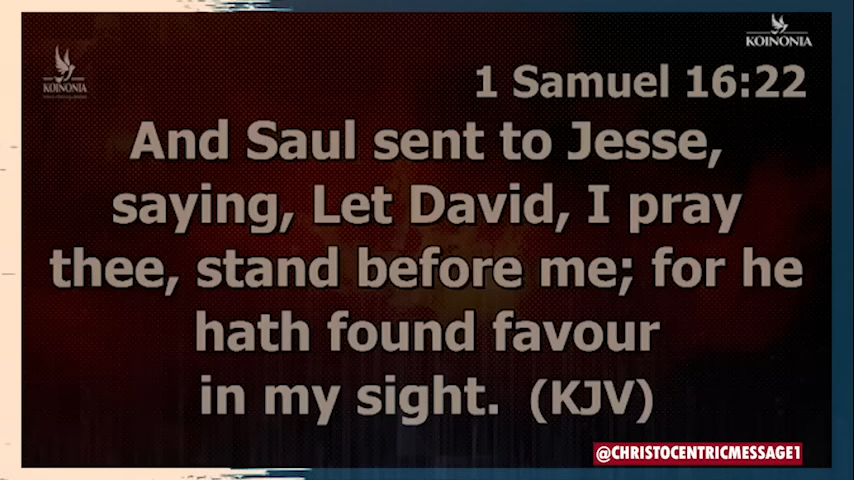 KOINONIA
KOINONIA
1 Samuel 16:22
And Saul sent to Jesse,
saying, Let David, I pray
thee, stand before me; for he
hath found favour
in my sight. (KJV)
@CHRISTOCENTRICMESSAGE1